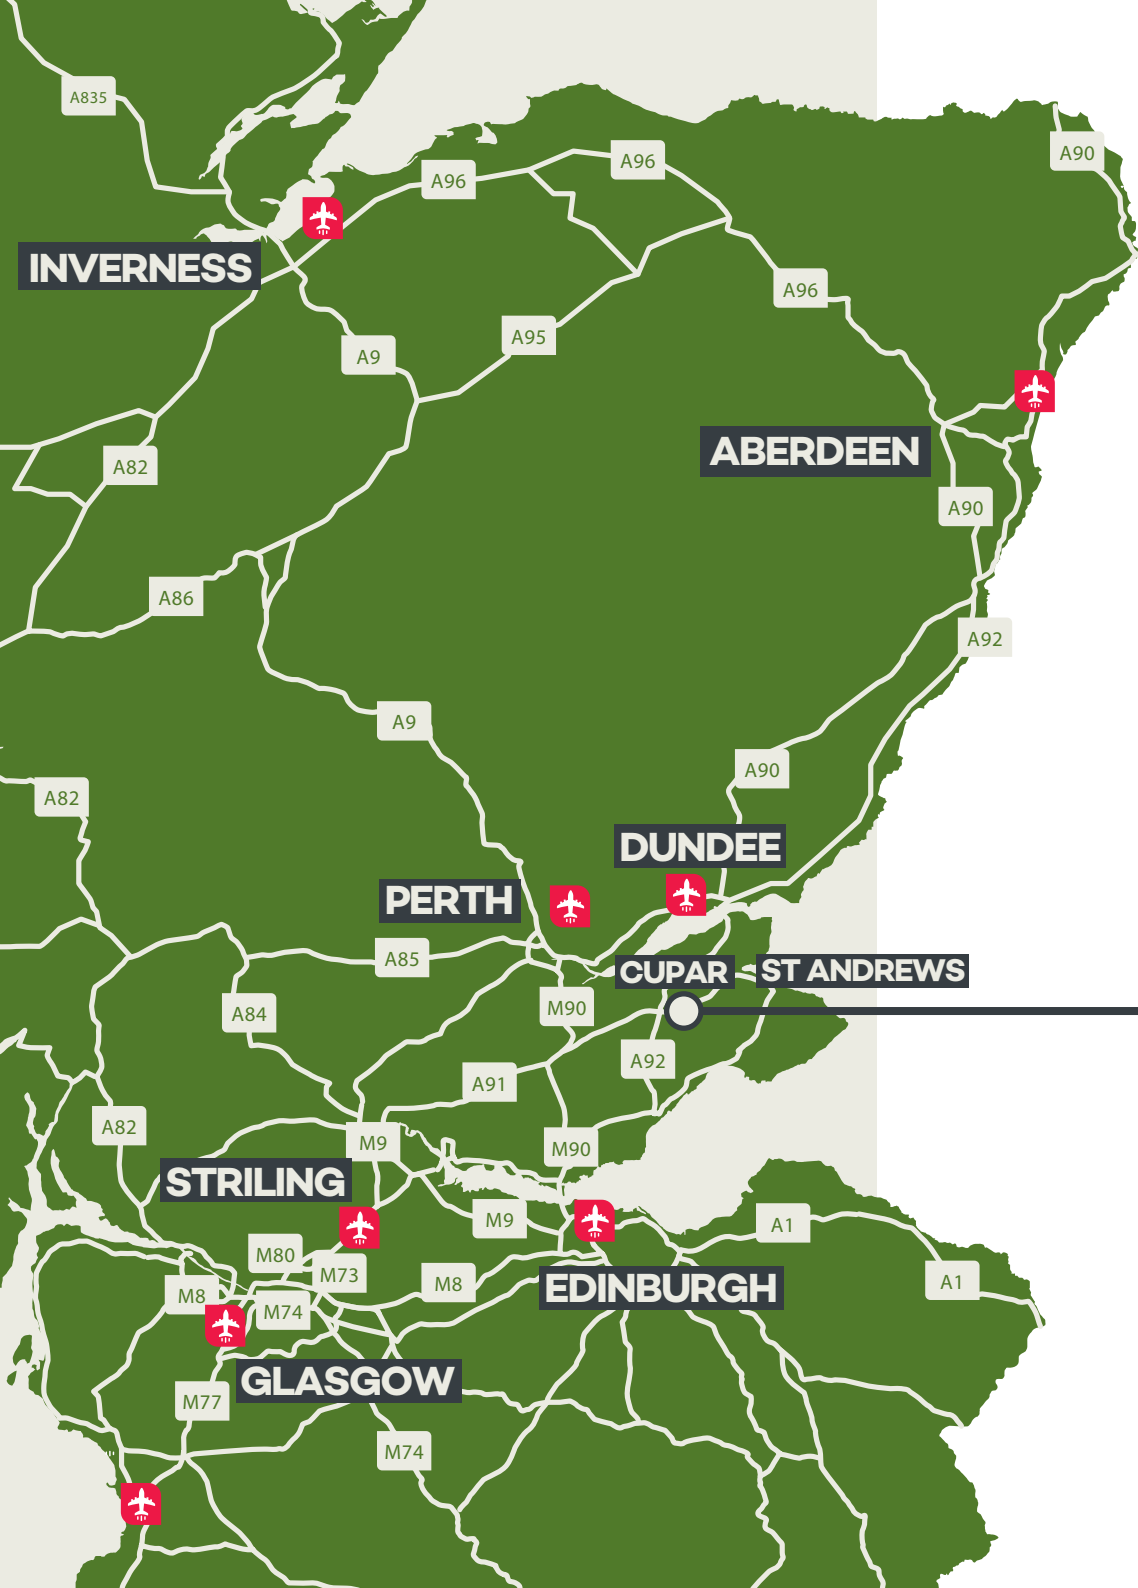 A835
A90
A96
A96
INVERNESS
A96
A95
A9
ABERDEEN
A82
A90
A86
A92
A9
A90
A82
DUNDEE
PERTH
A85
CUPAR
ST ANDREWS
M90
A84
A92
A91
A82
M9
M90
STRILING
M9
A1
M80
M73
M8
A1
EDINBURGH
M8
M74
GLASGOW
M77
M74